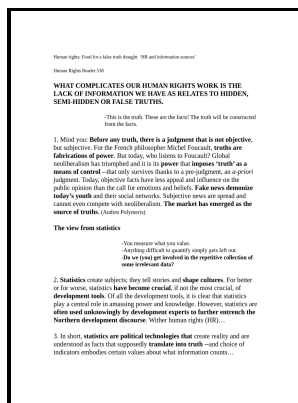 Human rights: Food for a false truth thought  'HR and information sources'
Human Rights Reader 538
WHAT COMPLICATES OUR HUMAN RIGHTS WORK IS THE
LACK OF INFORMATION WE HAVE AS RELATES TO HIDDEN,
SEMI-HIDDEN OR FALSE TRUTHS.
-This is the truth. These are the facts! The truth will be constructed
from the facts.
1. Mind you: Before any truth, there is a judgment that is not objective,
but subjective. For the French philosopher Michel Foucault, truths are
fabrications of power. But today, who listens to Foucault? Global
neoliberalism has triumphed and it is its power that imposes 'truth' as a
means of control --that only survives thanks to a pre-judgment, an a-priori
judgment. Today, objective facts have less appeal and influence on the
public opinion than the call for emotions and beliefs. Fake news demonize
today's youth and their social networks. Subjective news are spread and
cannot even compete with neoliberalism. The market has emerged as the
source of truths. (Andres Polymeris)
The view from statistics
-You measure what you value.
-Anything difficult to quantify simply gets left out.
-Do we (you) get involved in the repetitive collection of
some irrelevant data?
2. Statistics create subjects; they tell stories and shape cultures. For better
or for worse, statistics have become crucial, if not the most crucial, of
development tools. Of all the development tools, it is clear that statistics
play a central role in amassing power and knowledge. However, statistics are
often used unknowingly by development experts to further entrench the
Northern development discourse. Wither human rights (HR)…
3. In short, statistics are political technologies that create reality and are
understood as facts that supposedly translate into truth --and choice of
indicators embodies certain values about what information counts…